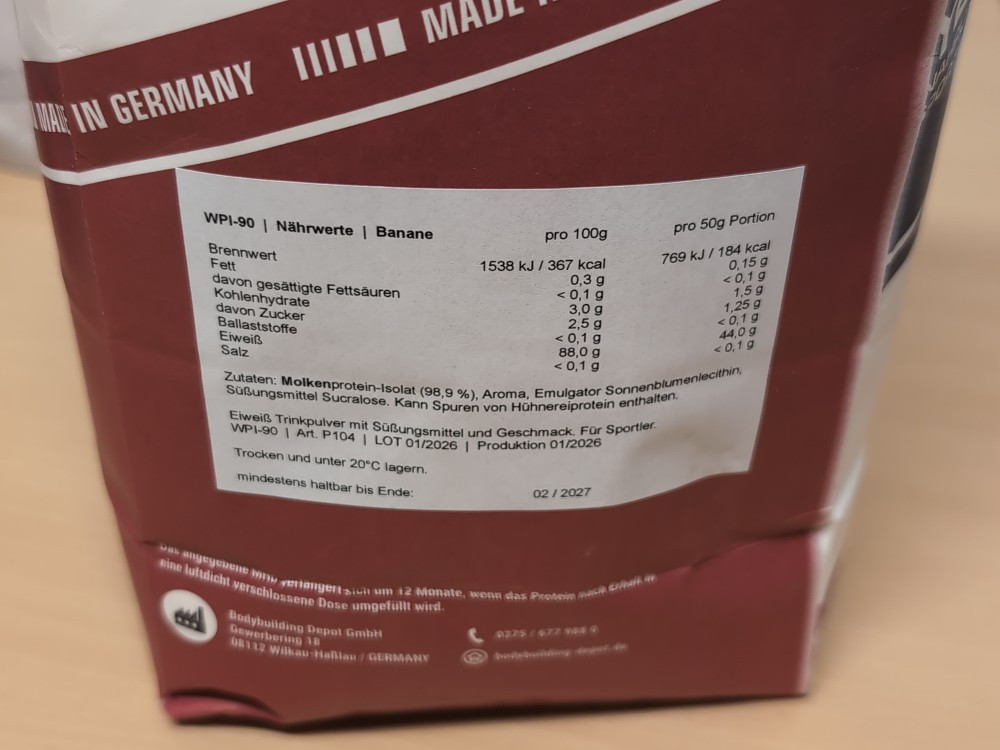 MADE IN GERMANY
MADE
WPI-90 | Nährwerte | Banane pro 100g pro 50g Portion
Brennwert 1538 kJ / 367 kcal 769 kJ / 184 kcal
Fett 0,3 g 0,15 g
davon gesättigte Fettsäuren < 0,1 g < 0,1 g
Kohlenhydrate 3,0 g 1,5 g
davon Zucker 2,5 g 1,25 g
Ballaststoffe < 0,1 g < 0,1 g
Eiweiß 88,0 g 44,0 g
Salz < 0,1 g < 0,1 g
Zutaten: Molkenprotein-Isolat (98,9 %), Aroma, Emulgator Sonnenblumenlecithin,
Süßungsmittel Sucralose. Kann Spuren von Hühnereiprotein enthalten.
Eiweiß Trinkpulver mit Süßungsmittel und Geschmack. Für Sportler.
WPI-90 | Art. P104 | LOT 01/2026 | Produktion 01/2026
Trocken und unter 20°C lagern.
mindestens haltbar bis Ende: 02 / 2027
Das angegebene MHD verlängert sich um 12 Monate, wenn das Protein nach Erhalt in
eine luftdicht verschlossene Dose umgefüllt wird.
Bodybuilding Depot GmbH
Gewerbering 18
08112 Wilkau-Haßlau / GERMANY
bodybuilding-depot.de